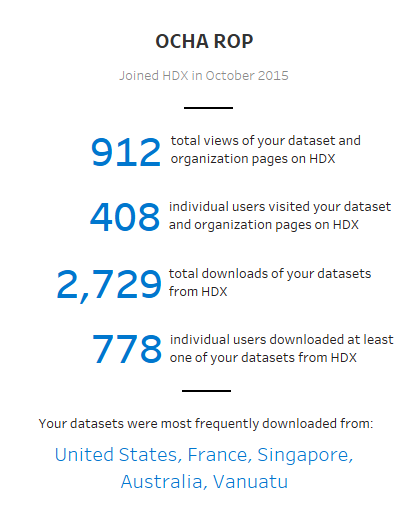 OCHA ROP
Joined HDX in October 2015
912
total views of your dataset and
organization pages on HDX
408
individual users visited your dataset
and organization pages on HDX
2,729
total downloads of your datasets
from HDX
778
individual users downloaded at least
one of your datasets from HDX
Your datasets were most frequently downloaded from:
United States, France, Singapore,
Australia, Vanuatu